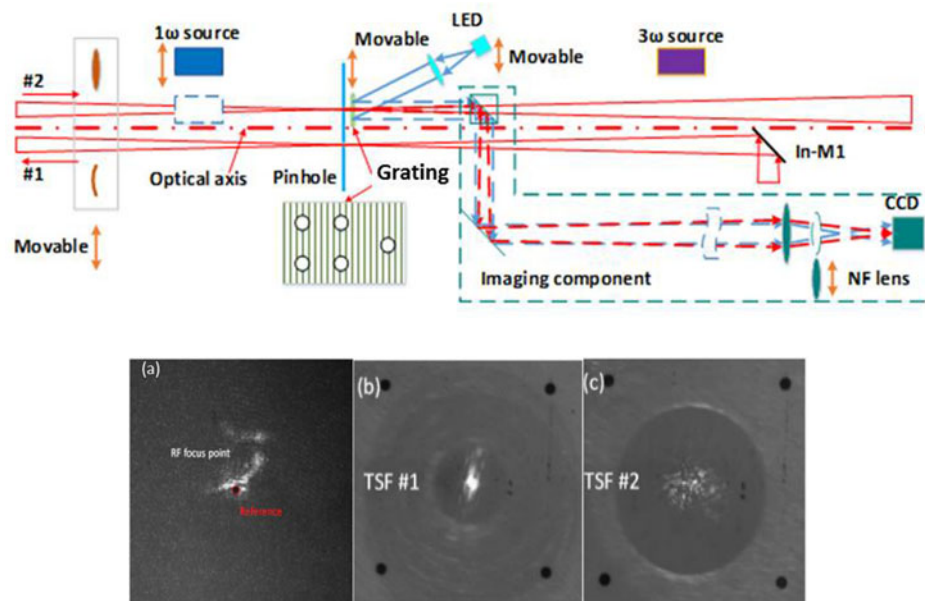 LED
1ω source
Movable
Movable
3ω source
#2
#1
Optical axis
Pinhole
Grating
In-M1
CCD
Movable
Imaging component
NF lens
(a)
RF focus point
Reference
(b)
TSF #1
(c)
TSF #2